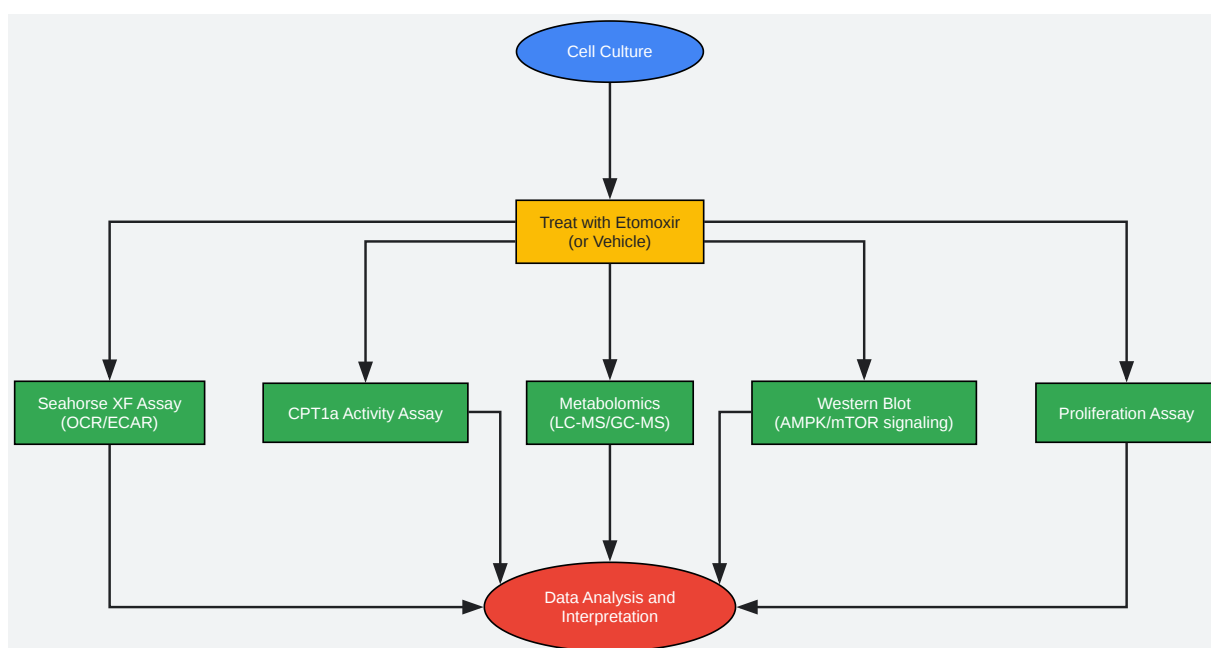 Cell Culture
Treat with Etomoxir
(or Vehicle)
Seahorse XF Assay
(OCR/ECAR)
CPT1a Activity Assay
Metabolomics
(LC-MS/GC-MS)
Western Blot
(AMPK/mTOR signaling)
Proliferation Assay
Data Analysis and
Interpretation